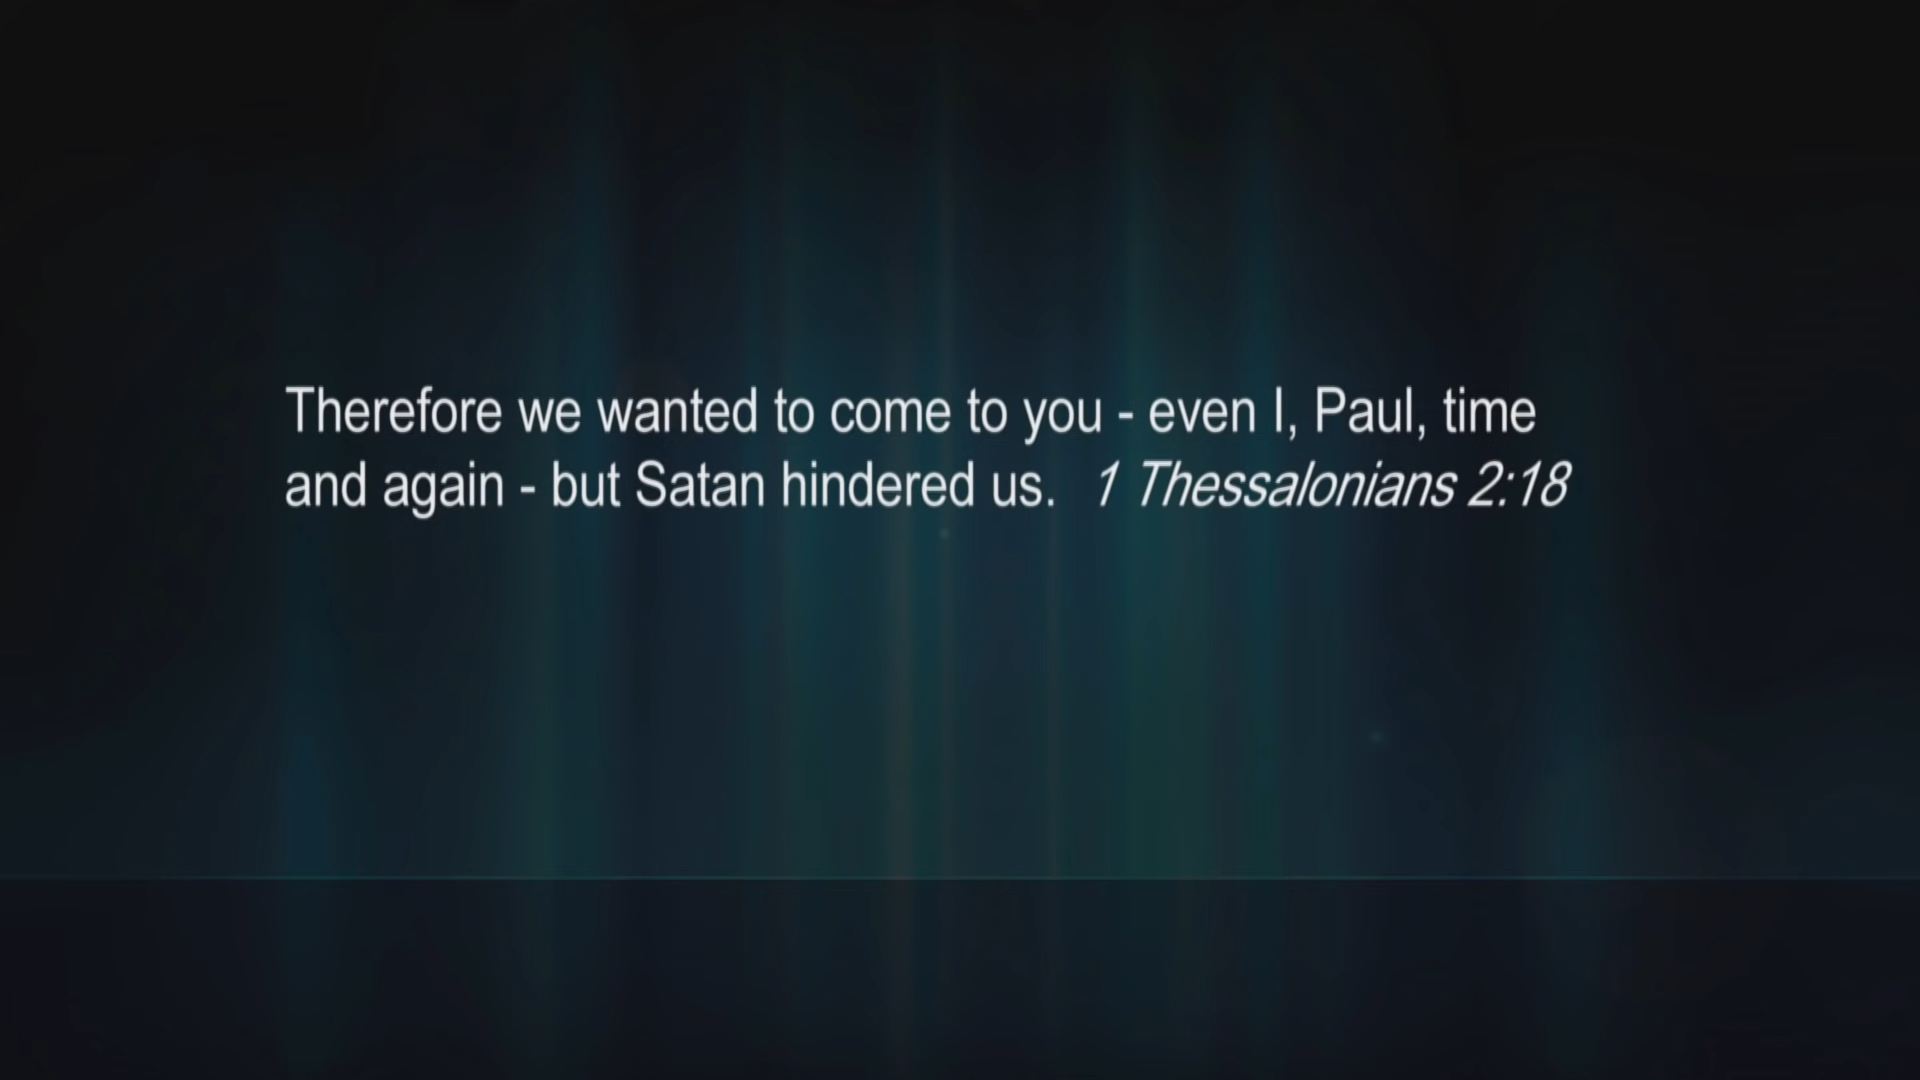 Therefore we wanted to come to you - even I, Paul, time
and again - but Satan hindered us. 1 Thessalonians 2:18